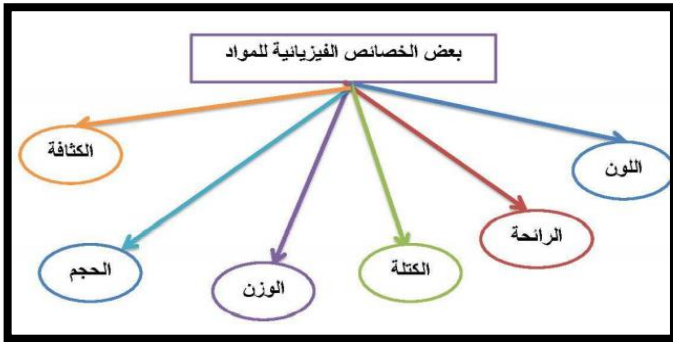 بعض الخصائص الفيزيائية للمواد
اللون
الرائحة
الكتلة
الوزن
الحجم
الكثافة